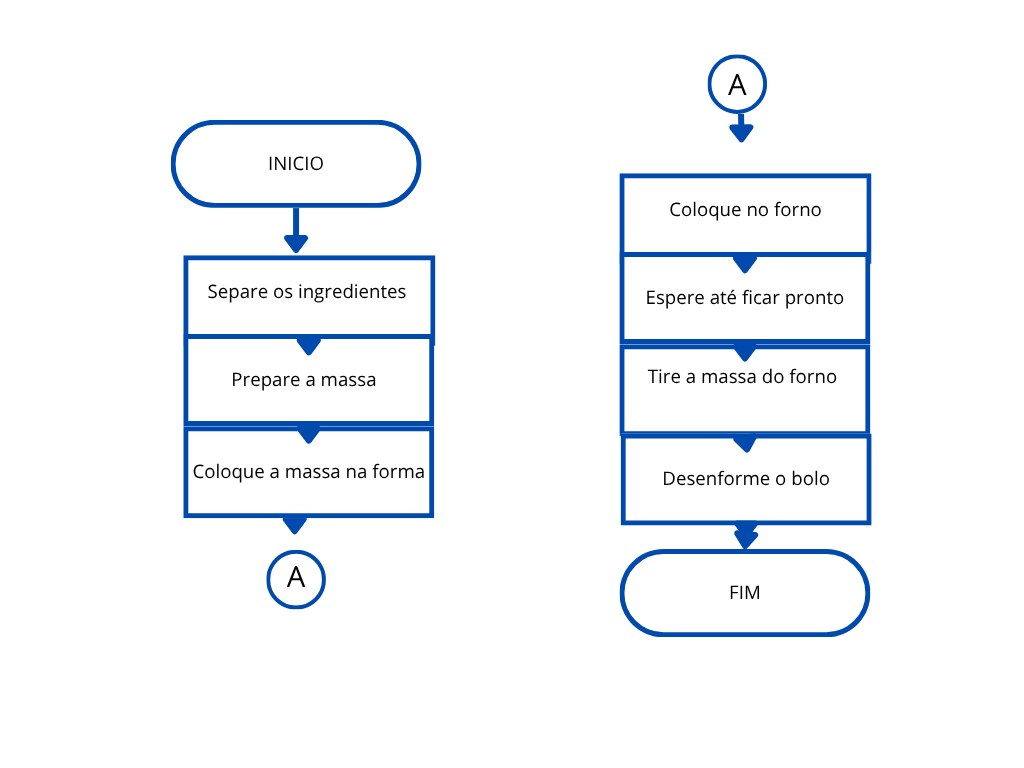 INICIO
Separe os ingredientes
Prepare a massa
Coloque a massa na forma
A
A
Coloque no forno
Espere até ficar pronto
Tire a massa do forno
Desenforme o bolo
FIM